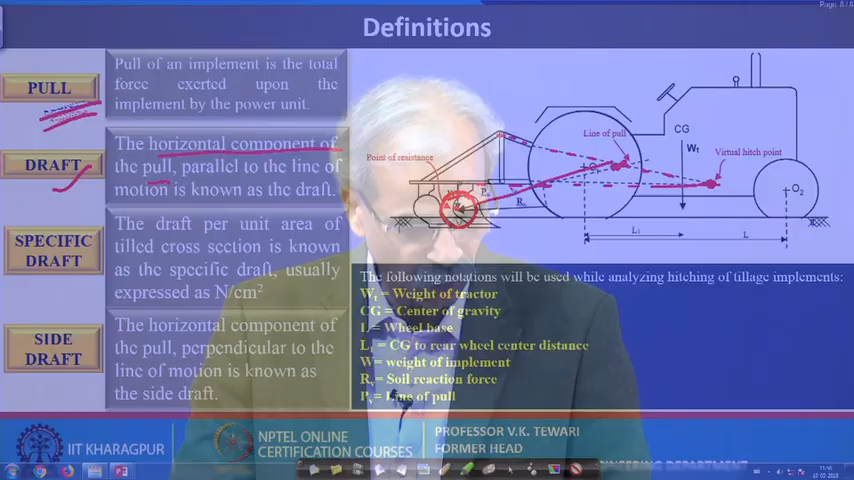 Page: 8 / 8
Definitions
PULL
Pull of an implement is the total
force exerted upon the
implement by the power unit.
DRAFT
The horizontal component of
the pull, parallel to the line of
motion is known as the draft.
SPECIFIC
DRAFT
The draft per unit area of
tilled cross section is known
as the specific draft, usually
expressed as N/cm²
SIDE
DRAFT
The horizontal component of
the pull, perpendicular to the
line of motion is known as
the side draft.
CG
Wt
Line of pull
Virtual hitch point
Point of resistance
O2
L1
L
The following notations will be used while analyzing hitching of tillage implements:
Wt = Weight of tractor
CG = Center of gravity
L = Wheel base
L1 = CG to rear wheel center distance
W= weight of implement
Rv= Soil reaction force
Pv= Line of pull
IIT KHARAGPUR
NPTEL ONLINE
CERTIFICATION COURSES
PROFESSOR V.K. TEWARI
FORMER HEAD
ENGINEERING DEPARTMENT